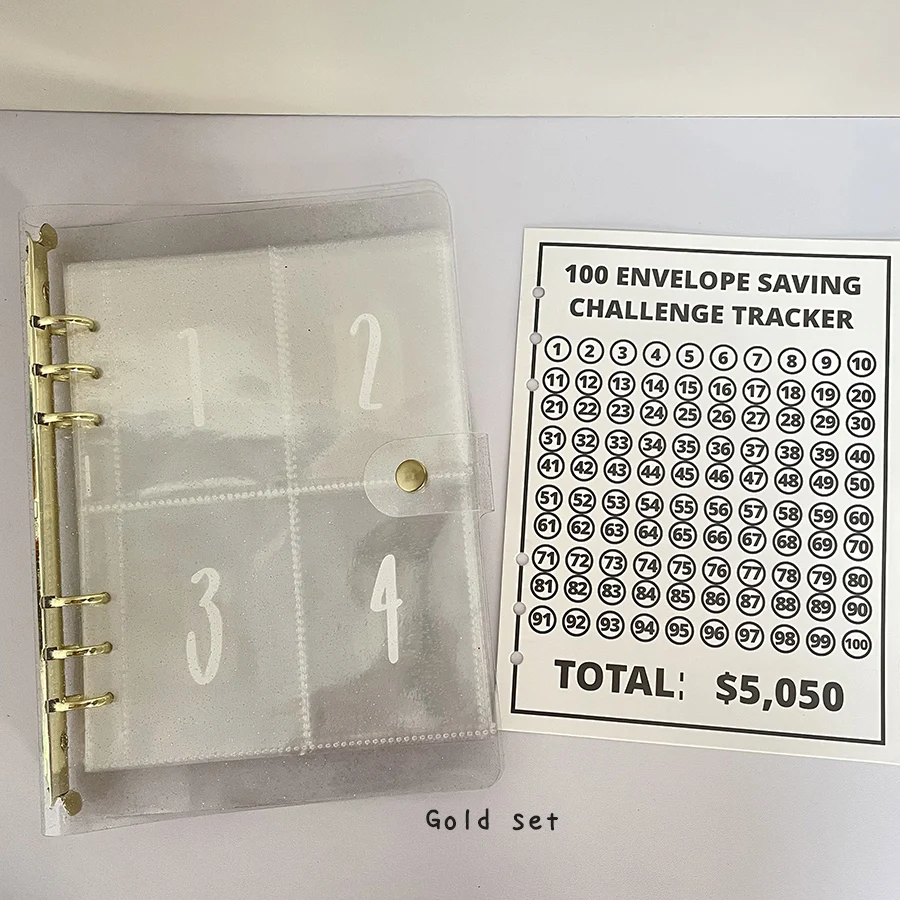 1 2
3 4
100 ENVELOPE SAVING
CHALLENGE TRACKER
1 2 3 4 5 6 7 8 9 10
11 12 13 14 15 16 17 18 19 20
21 22 23 24 25 26 27 28 29 30
31 32 33 34 35 36 37 38 39 40
41 42 43 44 45 46 47 48 49 50
51 52 53 54 55 56 57 58 59 60
61 62 63 64 65 66 67 68 69 70
71 72 73 74 75 76 77 78 79 80
81 82 83 84 85 86 87 88 89 90
91 92 93 94 95 96 97 98 99 100
TOTAL: $5,050
Gold set